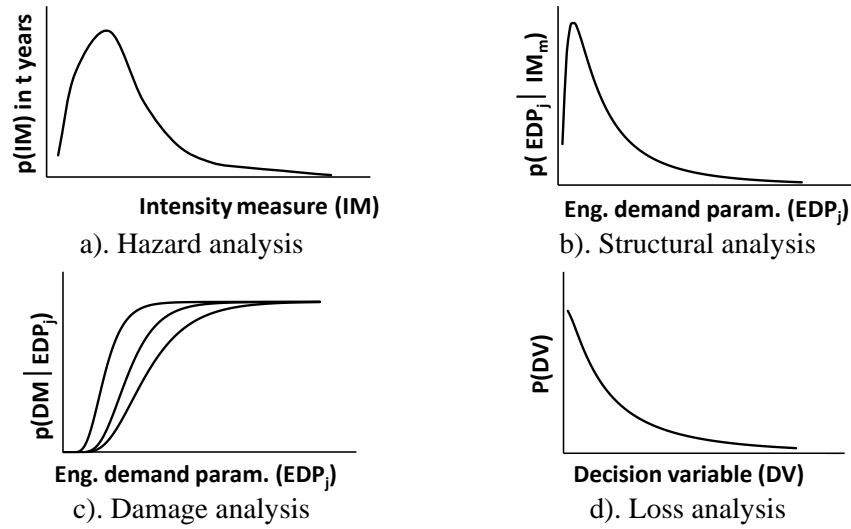 p(IM) in t years
Intensity measure (IM)
a). Hazard analysis
p( EDPj | IMm)
Eng. demand param. (EDPj)
b). Structural analysis
p(DM | EDPj)
Eng. demand param. (EDPj)
c). Damage analysis
P(DV)
Decision variable (DV)
d). Loss analysis